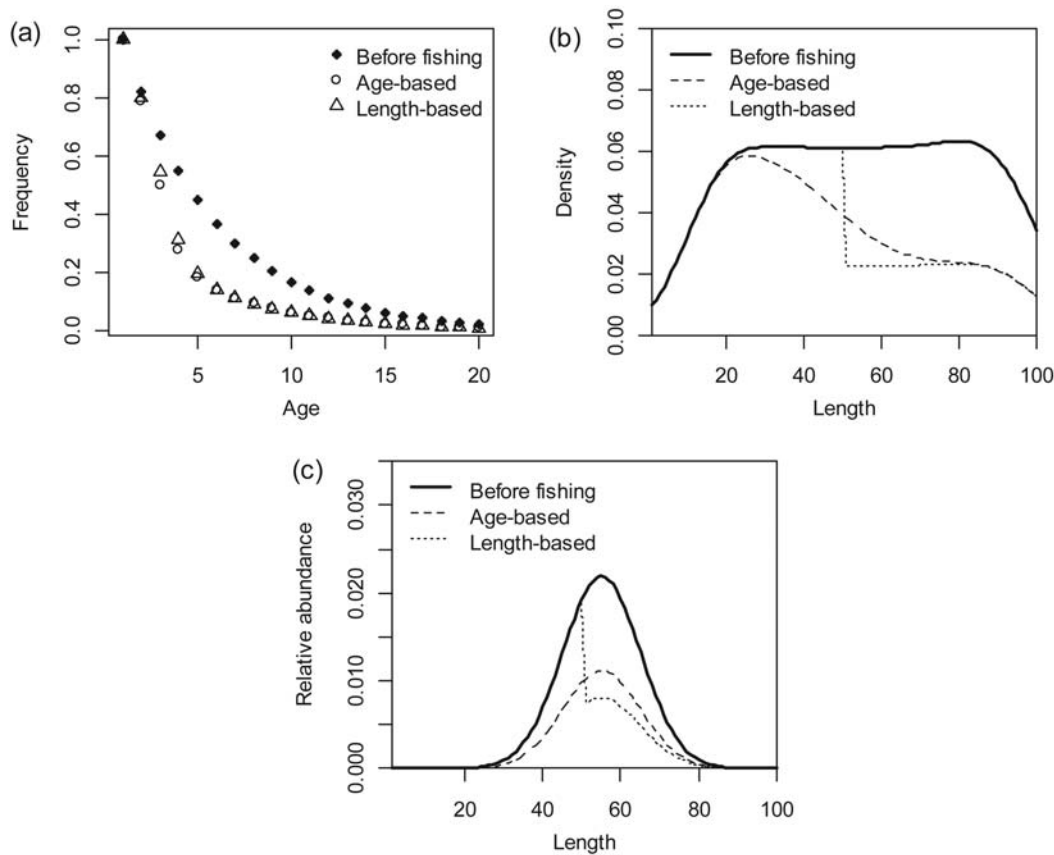 (a)
Frequency
1.0
0.8
0.6
0.4
0.2
0.0
Before fishing
Age-based
Length-based
5
10
15
20
Age
(b)
Density
0.10
0.08
0.06
0.04
0.02
0.00
Before fishing
Age-based
Length-based
20
40
60
80
100
Length
(c)
Relative abundance
0.030
0.020
0.010
0.000
Before fishing
Age-based
Length-based
20
40
60
80
100
Length